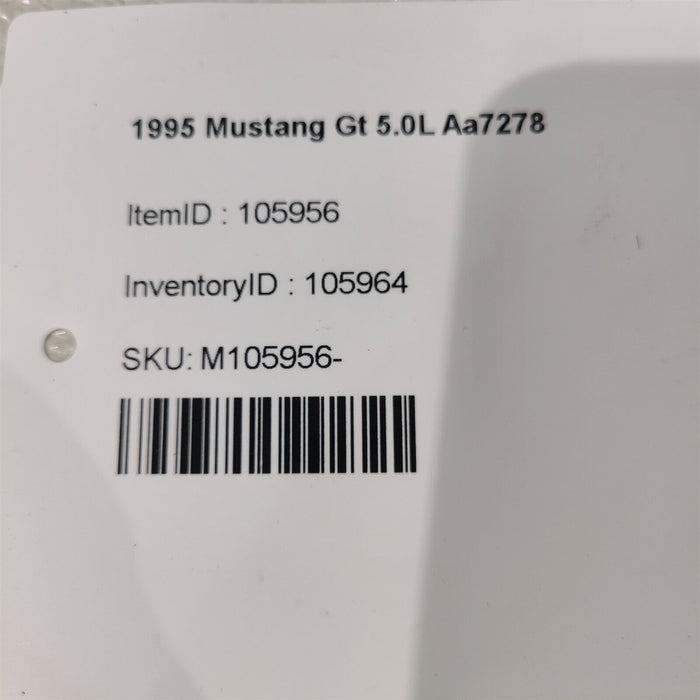 1995 Mustang Gt 5.0L Aa7278
ItemID : 105956
InventoryID : 105964
SKU: M105956-